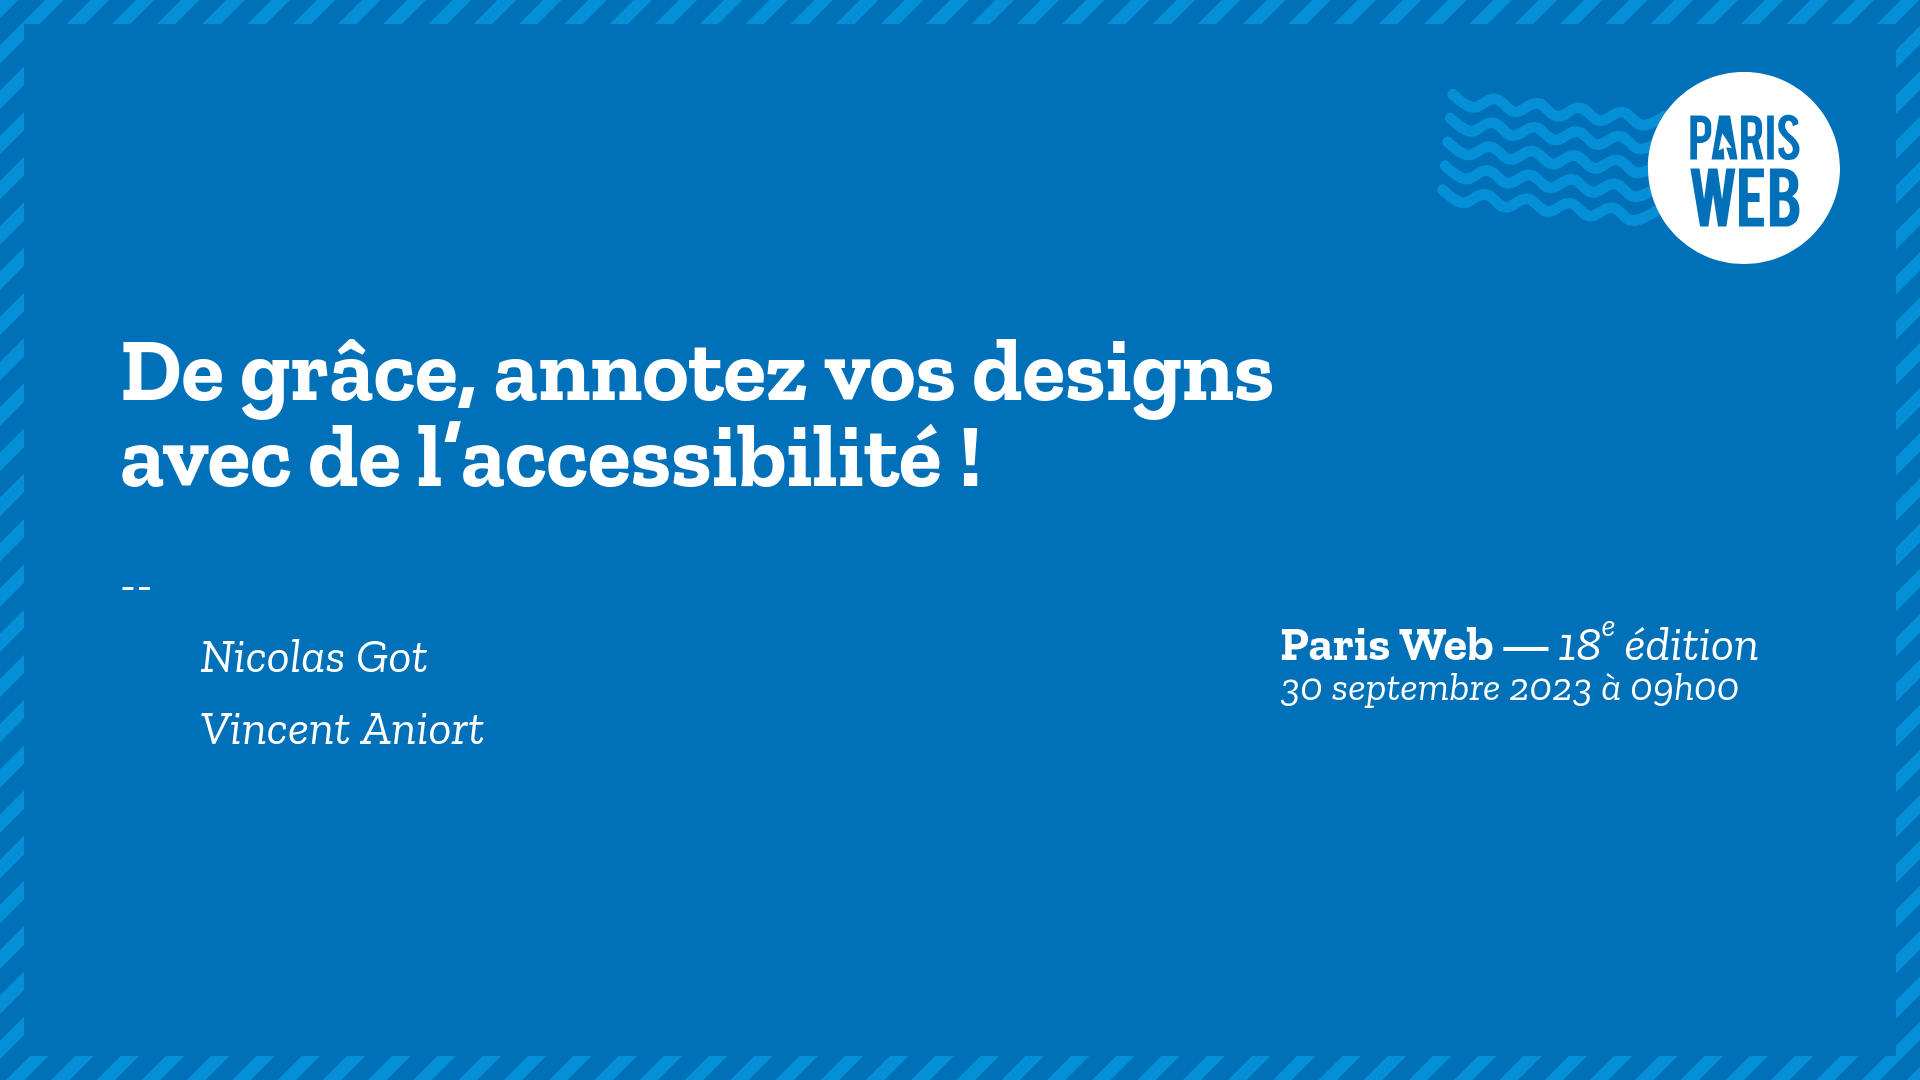 PARIS
WEB
De grâce, annotez vos designs
avec de l’accessibilité !
--
Nicolas Got
Vincent Aniort
Paris Web — 18e édition
30 septembre 2023 à 09h00